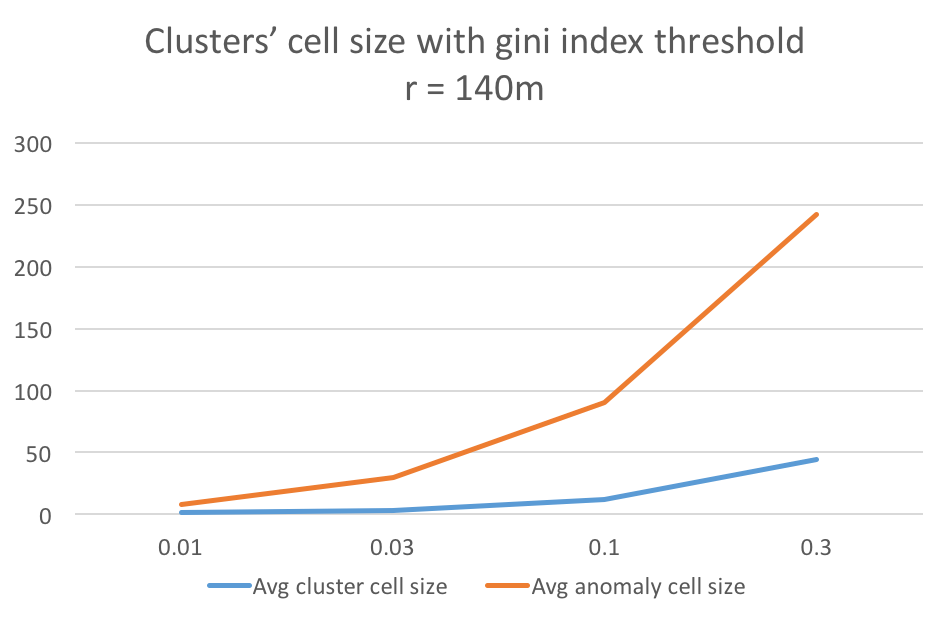 Clusters’ cell size with gini index threshold
r = 140m
300
250
200
150
100
50
0
0.01 0.03 0.1 0.3
Avg cluster cell size Avg anomaly cell size